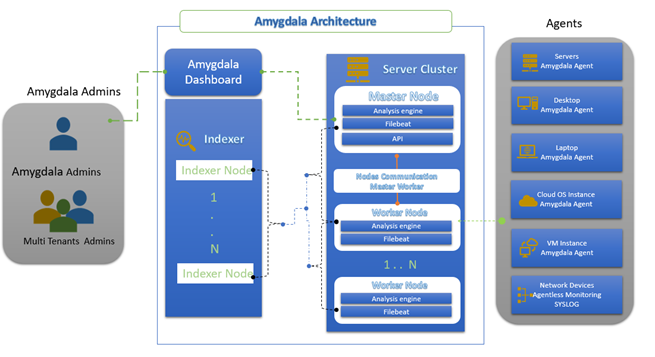 Amygdala Architecture
Agents
Amygdala Admins
Amygdala Admins
Multi Tenants Admins
Amygdala
Dashboard
Indexer
Indexer Node
1
.
.
N
Indexer Node
Server Cluster
Master Node
Analysis engine
Filebeat
API
Nodes Communication
Master Worker
Worker Node
Analysis engine
Filebeat
1 . . N
Worker Node
Analysis engine
Filebeat
Servers
Amygdala Agent
Desktop
Amygdala Agent
Laptop
Amygdala Agent
Cloud OS Instance
Amygdala Agent
VM Instance
Amygdala Agent
Network Devices
Agentless Monitoring
SYSLOG